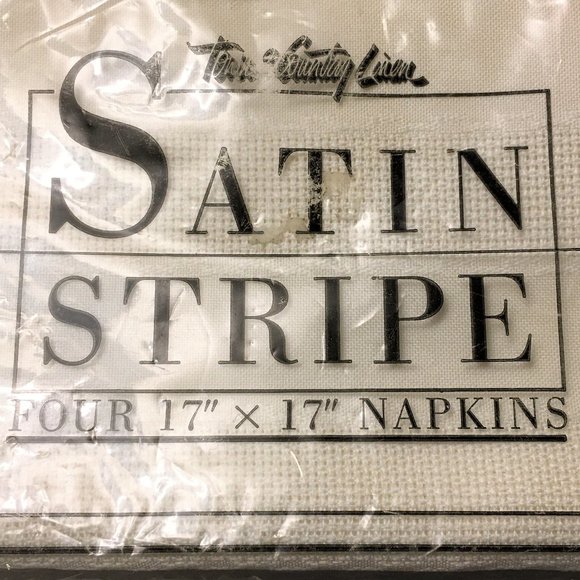 Town & Country Linen
SATIN
STRIPE
FOUR 17" × 17" NAPKINS